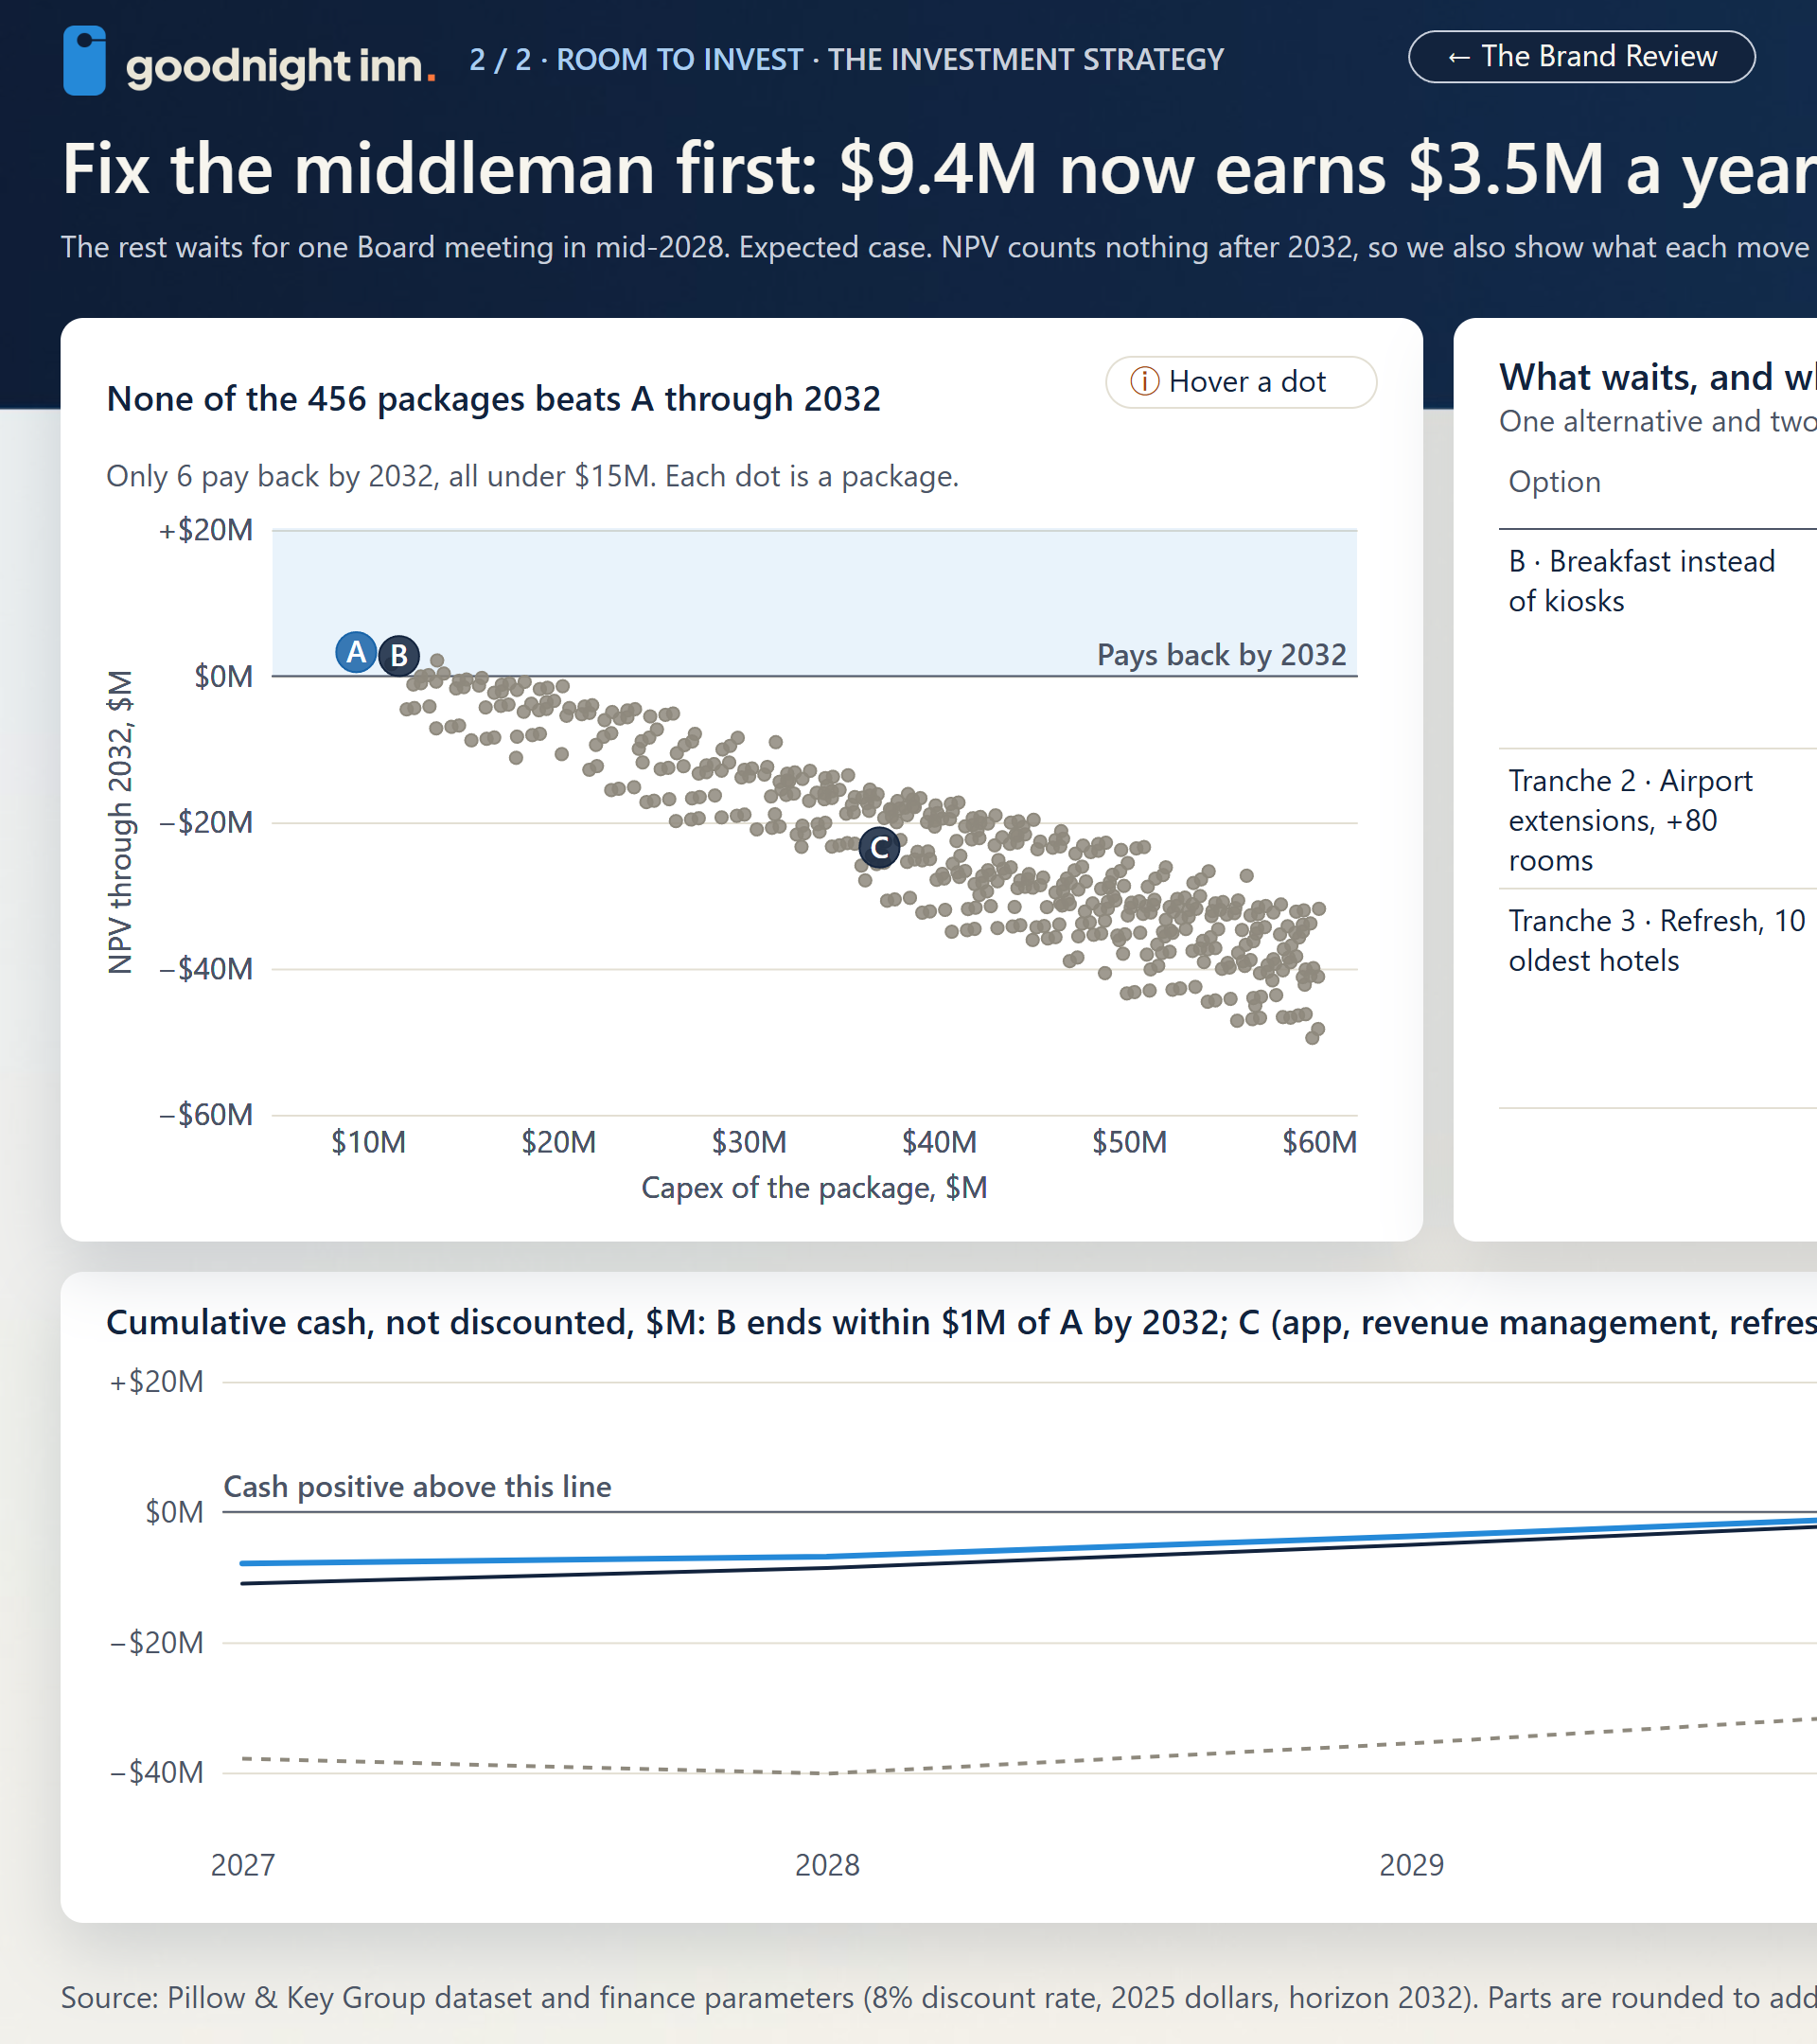 goodnight inn.
2 / 2 · ROOM TO INVEST · THE INVESTMENT STRATEGY
← The Brand Review
Fix the middleman first: $9.4M now earns $3.5M a year
The rest waits for one Board meeting in mid-2028. Expected case. NPV counts nothing after 2032, so we also show what each move
None of the 456 packages beats A through 2032
ⓘ Hover a dot
Only 6 pay back by 2032, all under $15M. Each dot is a package.
+$20M
$0M
−$20M
−$40M
−$60M
NPV through 2032, $M
A
B
C
Pays back by 2032
$10M
$20M
$30M
$40M
$50M
$60M
Capex of the package, $M
What waits, and
One alternative and two
Option
B · Breakfast instead
of kiosks
Tranche 2 · Airport
extensions, +80
rooms
Tranche 3 · Refresh, 10
oldest hotels
Cumulative cash, not discounted, $M: B ends within $1M of A by 2032; C (app, revenue management,
+$20M
Cash positive above this line
$0M
−$20M
−$40M
2027
2028
2029
Source: Pillow & Key Group dataset and finance parameters (8% discount rate, 2025 dollars, horizon 2032). Parts are rounded to add